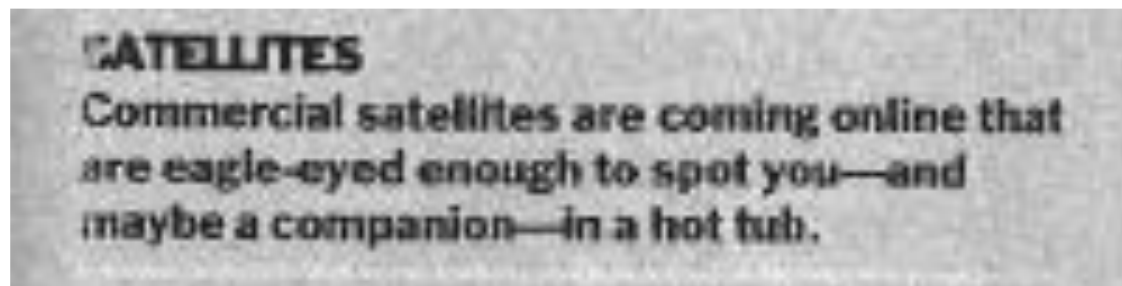 SATELLITES
Commercial satellites are coming online that
are eagle-eyed enough to spot you—and
maybe a companion—in a hot tub.